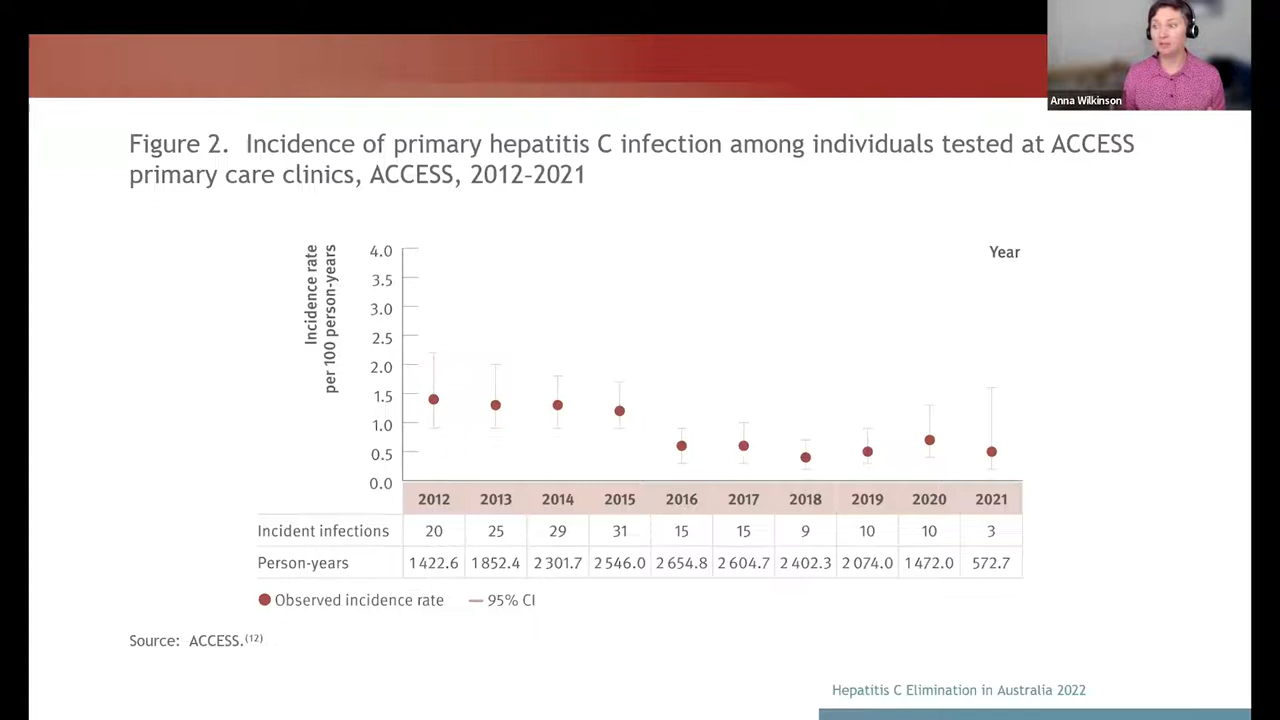 Anna Wilkinson
Figure 2. Incidence of primary hepatitis C infection among individuals tested at ACCESS
primary care clinics, ACCESS, 2012–2021
Incidence rate
per 100 person-years
4.0
3.5
3.0
2.5
2.0
1.5
1.0
0.5
0.0
Year
2012 2013 2014 2015 2016 2017 2018 2019 2020 2021
Incident infections 20 25 29 31 15 15 9 10 10 3
Person-years 1 422.6 1 852.4 2 301.7 2 546.0 2 654.8 2 604.7 2 402.3 2 074.0 1 472.0 572.7
Observed incidence rate 95% CI
Source: ACCESS.(12)
Hepatitis C Elimination in Australia 2022